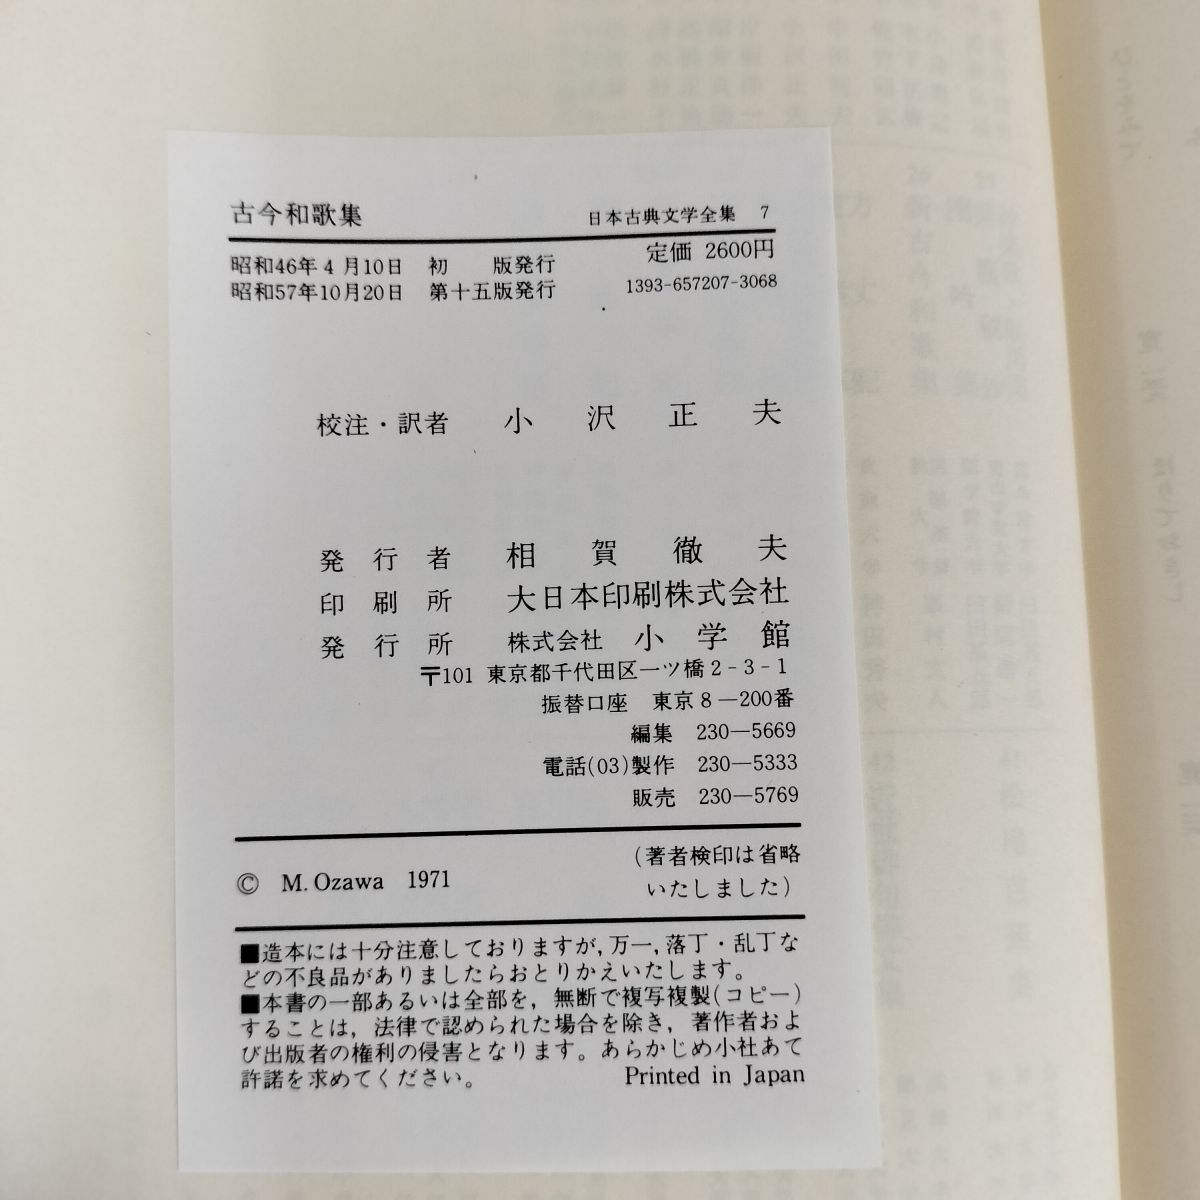 古今和歌集
日本古典文学全集 7
昭和46年4月10日 初 版発行
定価 2600円
昭和57年10月20日 第十五版発行
1393-657207-3068
校注・訳者 小沢正夫
発行者 相賀徹夫
印刷所 大日本印刷株式会社
発行所 株式会社 小学館
〒101 東京都千代田区一ツ橋2-3-1
振替口座 東京8—200番
編集 230—5669
電話(03)製作 230—5333
販売 230—5769
(著者検印は省略
いたしました)
© M. Ozawa 1971
■造本には十分注意しておりますが,万一,落丁・乱丁な
どの不良品がありましたらおとりかえいたします。
■本書の一部あるいは全部を,無断で複写複製(コピー)
することは,法律で認められた場合を除き,著作者およ
び出版者の権利の侵害となります。あらかじめ小社あて
許諾を求めてください。
Printed in Japan